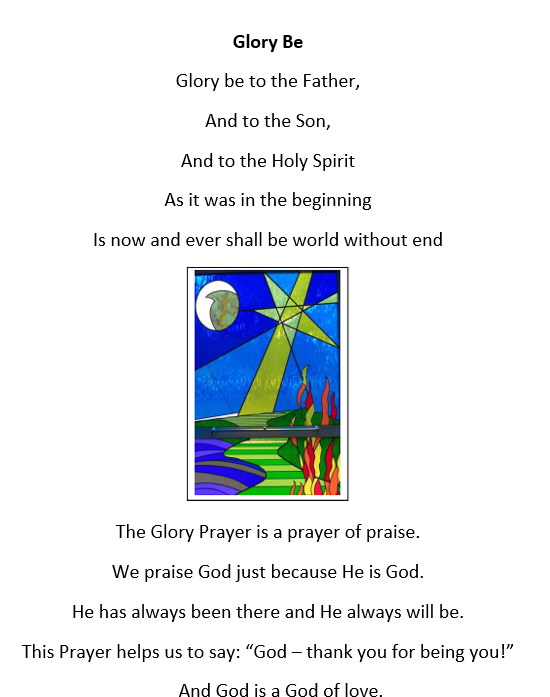 Glory Be
Glory be to the Father,
And to the Son,
And to the Holy Spirit
As it was in the beginning
Is now and ever shall be world without end
The Glory Prayer is a prayer of praise.
We praise God just because He is God.
He has always been there and He always will be.
This Prayer helps us to say: “God – thank you for being you!”
And God is a God of love.